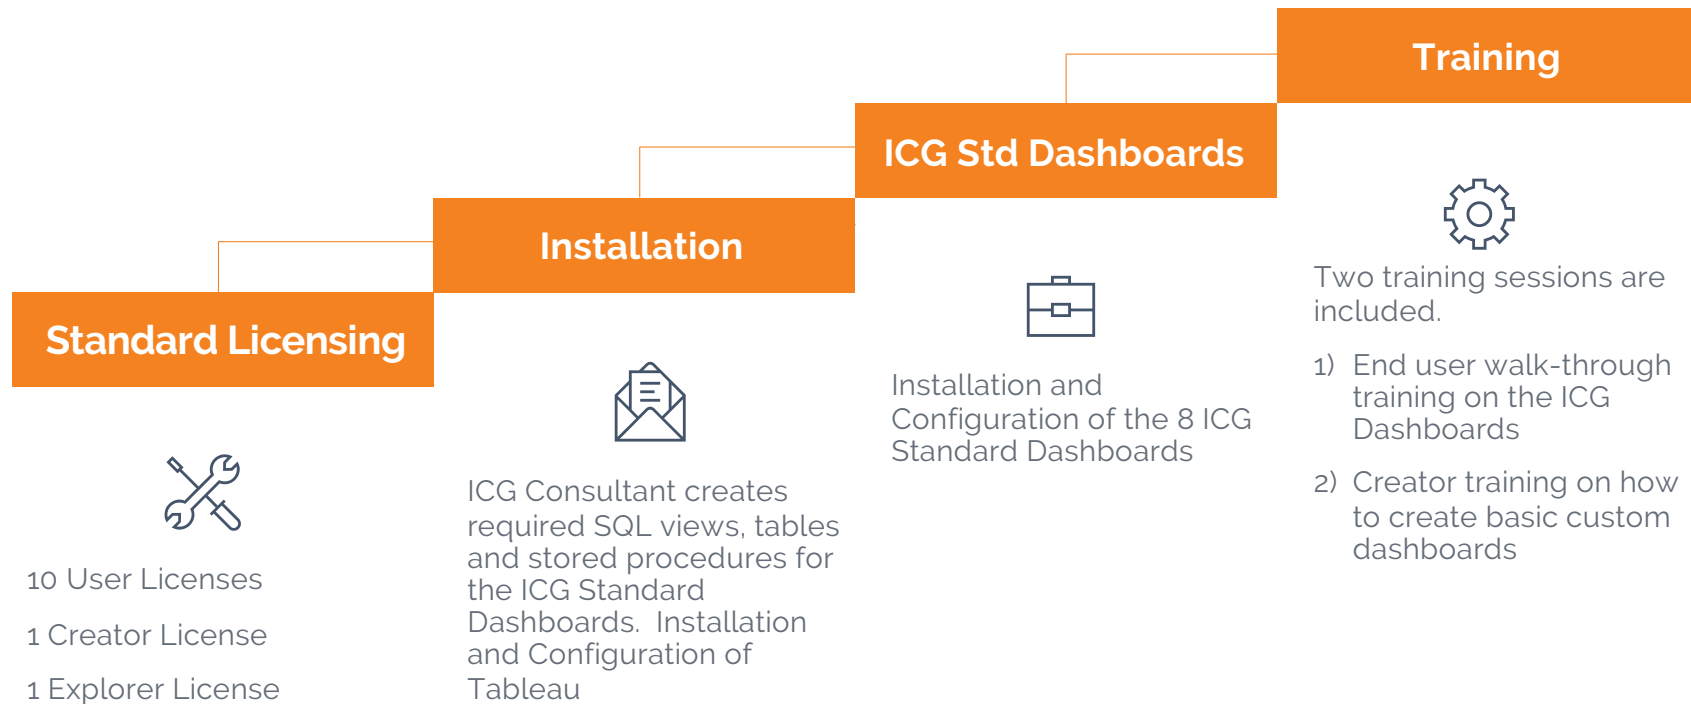 Standard Licensing
10 User Licenses
1 Creator License
1 Explorer License
Installation
ICG Consultant creates
required SQL views, tables
and stored procedures for
the ICG Standard
Dashboards.  Installation
and Configuration of
Tableau
ICG Std Dashboards
Installation and
Configuration of the 8 ICG
Standard Dashboards
Training
Two training sessions are
included.
1) End user walk-through
training on the ICG
Dashboards
2) Creator training on how
to create basic custom
dashboards